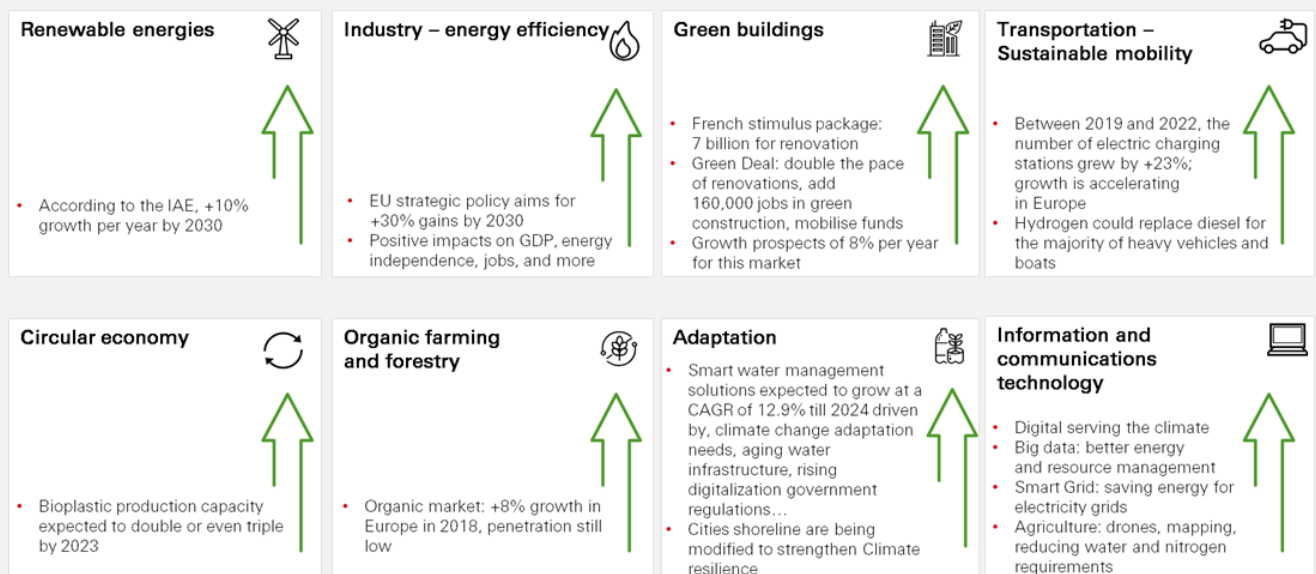 Renewable energies
• According to the IAE, +10%
growth per year by 2030
Industry – energy efficiency
• EU strategic policy aims for
+30% gains by 2030
• Positive impacts on GDP, energy
independence, jobs, and more
Green buildings
• French stimulus package:
7 billion for renovation
• Green Deal: double the pace
of renovations, add
160,000 jobs in green
construction, mobilise funds
• Growth prospects of 8% per year
for this market
Transportation –
Sustainable mobility
• Between 2019 and 2022, the
number of electric charging
stations grew by +23%;
growth is accelerating
in Europe
• Hydrogen could replace diesel for
the majority of heavy vehicles and
boats
Circular economy
• Bioplastic production capacity
expected to double or even triple
by 2023
Organic farming
and forestry
• Organic market: +8% growth in
Europe in 2018, penetration still
low
Adaptation
• Smart water management
solutions expected to grow at a
CAGR of 12.9% till 2024 driven
by, climate change adaptation
needs, aging water
infrastructure, rising
digitalization government
regulations…
• Cities shoreline are being
modified to strengthen Climate
resilience
Information and
communications
technology
• Digital serving the climate
• Big data: better energy
and resource management
• Smart Grid: saving energy for
electricity grids
• Agriculture: drones, mapping,
reducing water and nitrogen
requirements